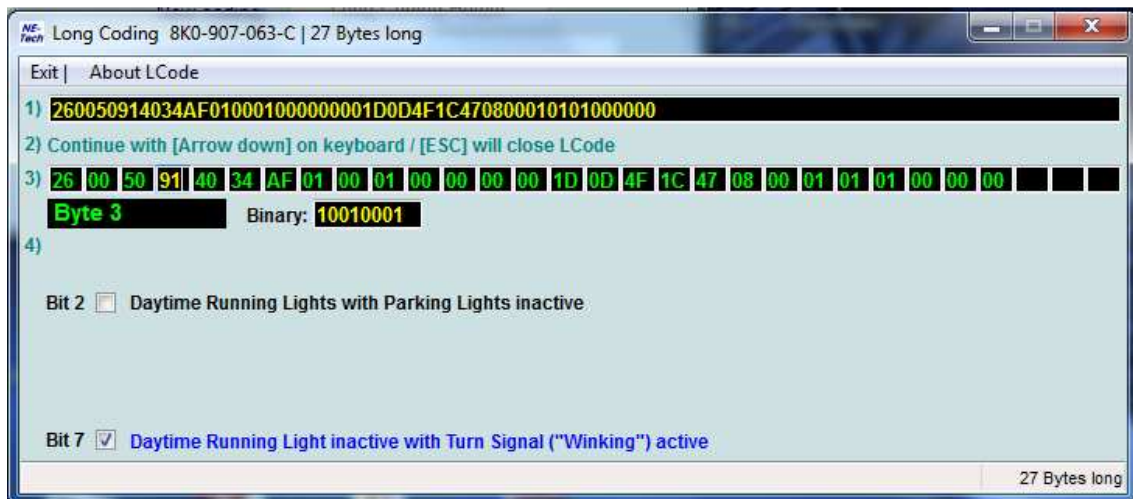 NE-Tech Long Coding 8K0-907-063-C | 27 Bytes long
Exit | About LCode
1) 260050914034AF010001000000001D0D4F1C470800010101000000
2) Continue with [Arrow down] on keyboard / [ESC] will close LCode
3) 26 00 50 91 40 34 AF 01 00 01 00 00 00 00 1D 0D 4F 1C 47 08 00 01 01 01 00 00 00
Byte 3 Binary: 10010001
4)
Bit 2 Daytime Running Lights with Parking Lights inactive
Bit 7 Daytime Running Light inactive with Turn Signal ("Winking") active
27 Bytes long